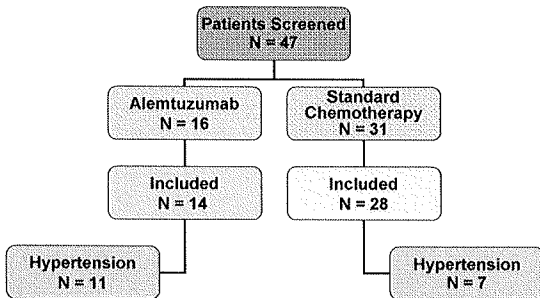 Patients Screened
N = 47
Alemtuzumab
N = 16
Standard
Chemotherapy
N = 31
Included
N = 14
Included
N = 28
Hypertension
N = 11
Hypertension
N = 7